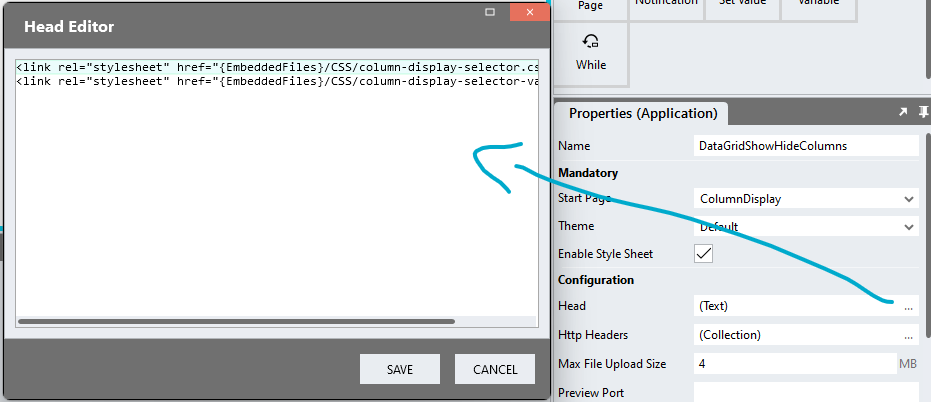 Head Editor
<link rel="stylesheet" href="{EmbeddedFiles}/CSS/column-display-selector.cs
<link rel="stylesheet" href="{EmbeddedFiles}/CSS/column-display-selector-va
SAVE
CANCEL
Page
Notification
Set Value
Variable
While
Properties (Application)
Name
DataGridShowHideColumns
Mandatory
Start Page
ColumnDisplay
Theme
Default
Enable Style Sheet
Configuration
Head
(Text)
...
Http Headers
(Collection)
...
Max File Upload Size
4
MB
Preview Port